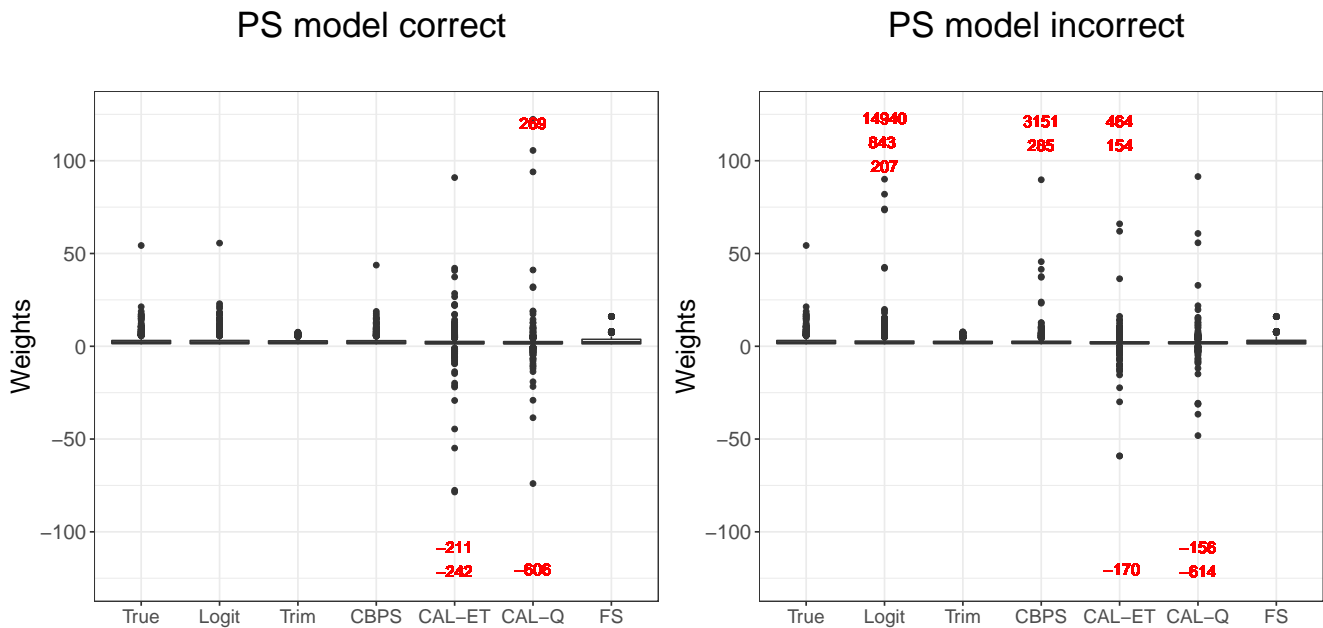 PS model correct
PS model incorrect
Weights
100
50
0
−50
−100
269
−211
−242
−606
True
Logit
Trim
CBPS
CAL−ET
CAL−Q
FS
Weights
100
50
0
−50
−100
14940
843
207
3151
285
464
154
−170
−156
−614
True
Logit
Trim
CBPS
CAL−ET
CAL−Q
FS